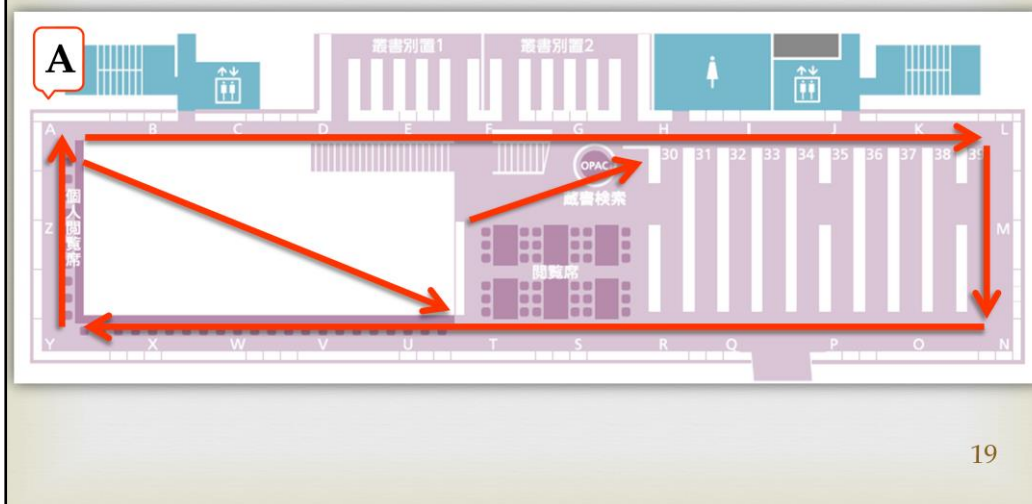 A
叢書別置1 叢書別置2
A B C D E F G H I J K L
OPAC
30 31 32 33 34 35 36 37 38 39
蔵書検索
個人閲覧席
Z
M
閲覧席
Y X W V U T S R Q P O N
19